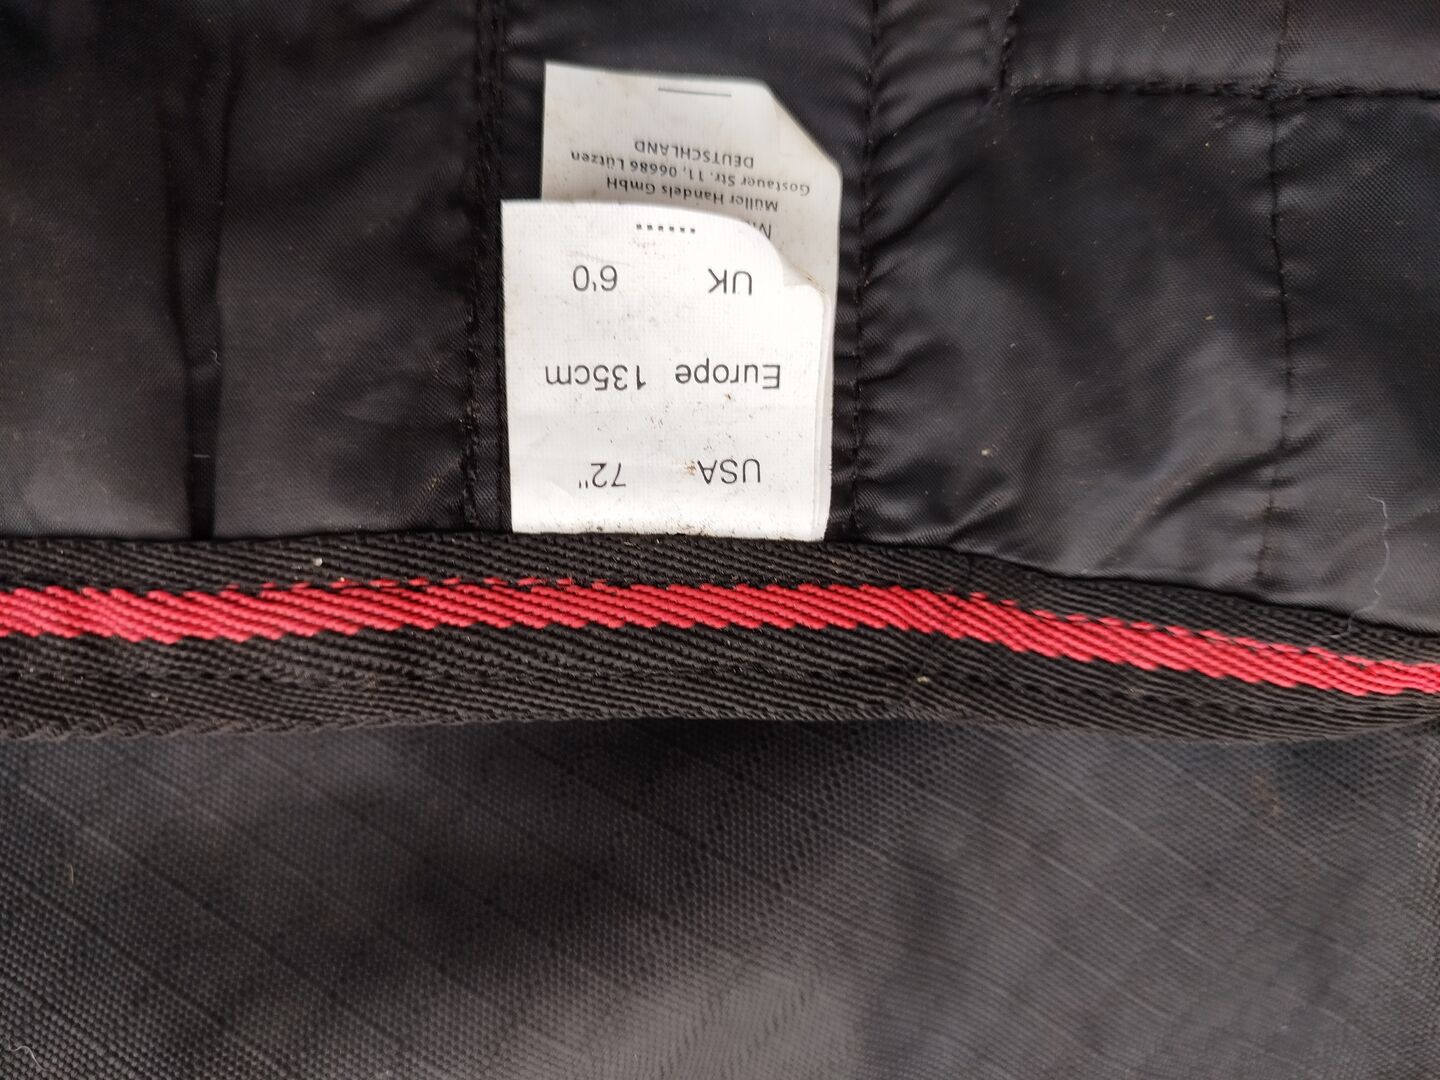 USA 72"
Europe 135cm
UK 6'0
Müller Handels GmbH
Gostauer Str. 11, 06686 Lützen
DEUTSCHLAND